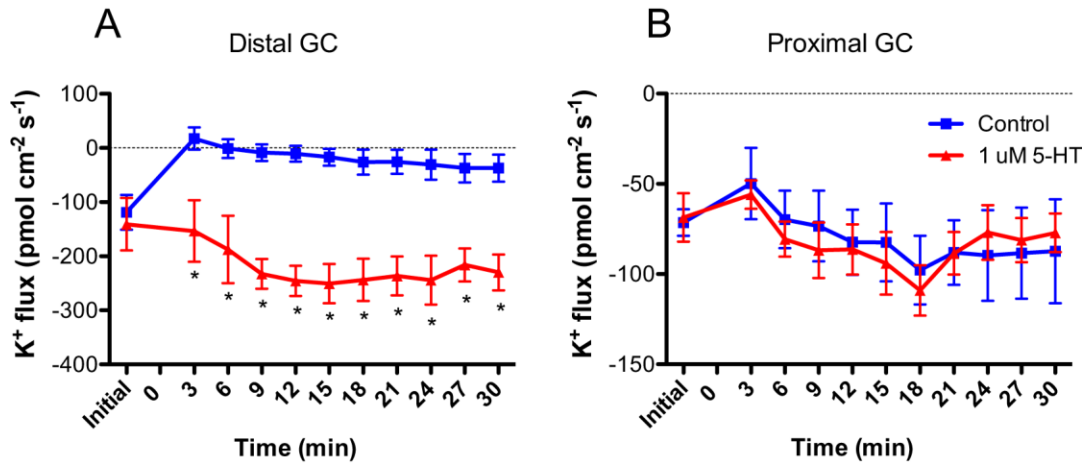 A
Distal GC
K⁺ flux (pmol cm⁻² s⁻¹)
100
0
-100
-200
-300
-400
* * * * * * * * * *
Initial 0 3 6 9 12 15 18 21 24 27 30
Time (min)
B
Proximal GC
K⁺ flux (pmol cm⁻² s⁻¹)
0
-50
-100
-150
Control
1 uM 5-HT
Initial 0 3 6 9 12 15 18 21 24 27 30
Time (min)